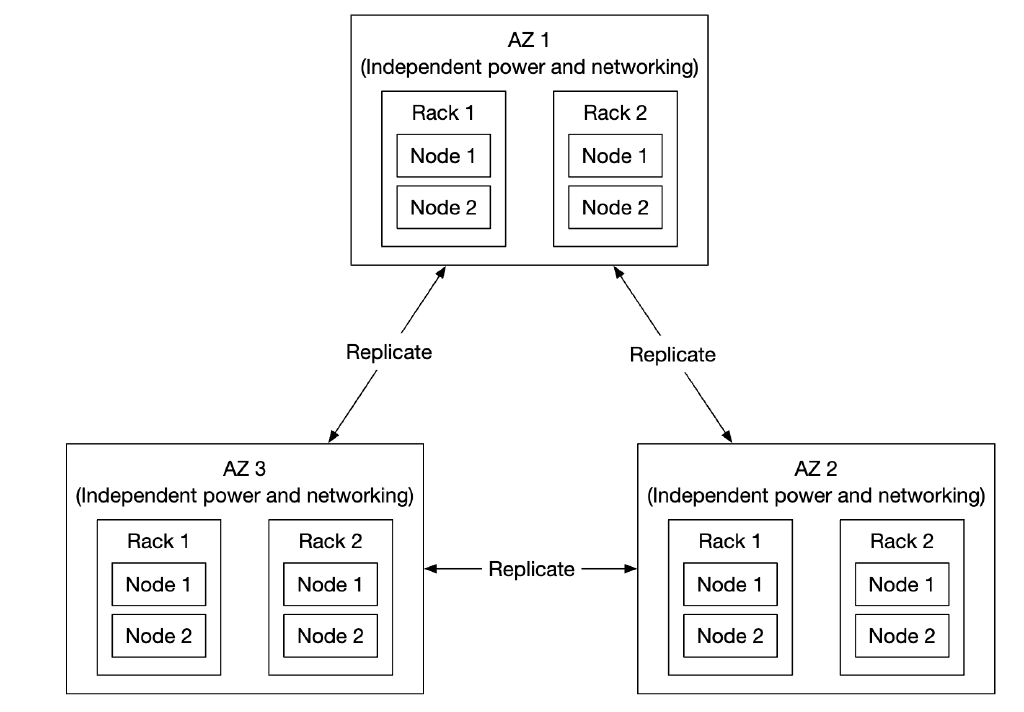 AZ 1
(Independent power and networking)
Rack 1
Node 1
Node 2
Rack 2
Node 1
Node 2
Replicate
Replicate
AZ 3
(Independent power and networking)
Rack 1
Node 1
Node 2
Rack 2
Node 1
Node 2
Replicate
AZ 2
(Independent power and networking)
Rack 1
Node 1
Node 2
Rack 2
Node 1
Node 2